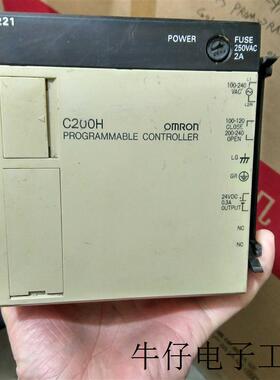 221
POWER
FUSE
250VAC
2A
100-240
VAC
L2/N
C200H
OMRON
PROGRAMMABLE CONTROLLER
100-120
CLOSE
200-240
OPEN
LG
GR
24VDC
0.3A
OUTPUT
NC
NC
牛仔电子工